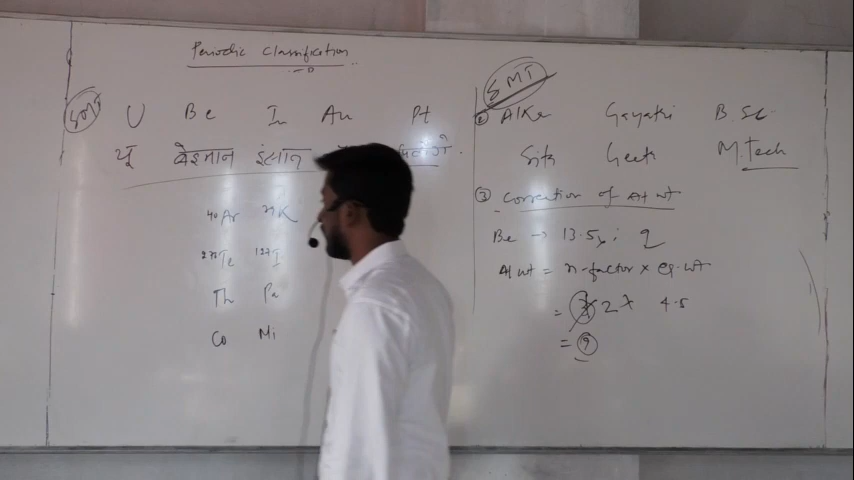 Periodic Classification
U Be In Au Pt
यू बेइमान इंसान
40Ar 39K
127I
Th Pa
Co Ni
SMT
② Alka Gayatri B.Sc
Sita Geeta M.Tech
③ Correction of At wt
Be → 13.5 ; 9
At wt = n-factor × eq. wt
= 2 × 4.5
= 9